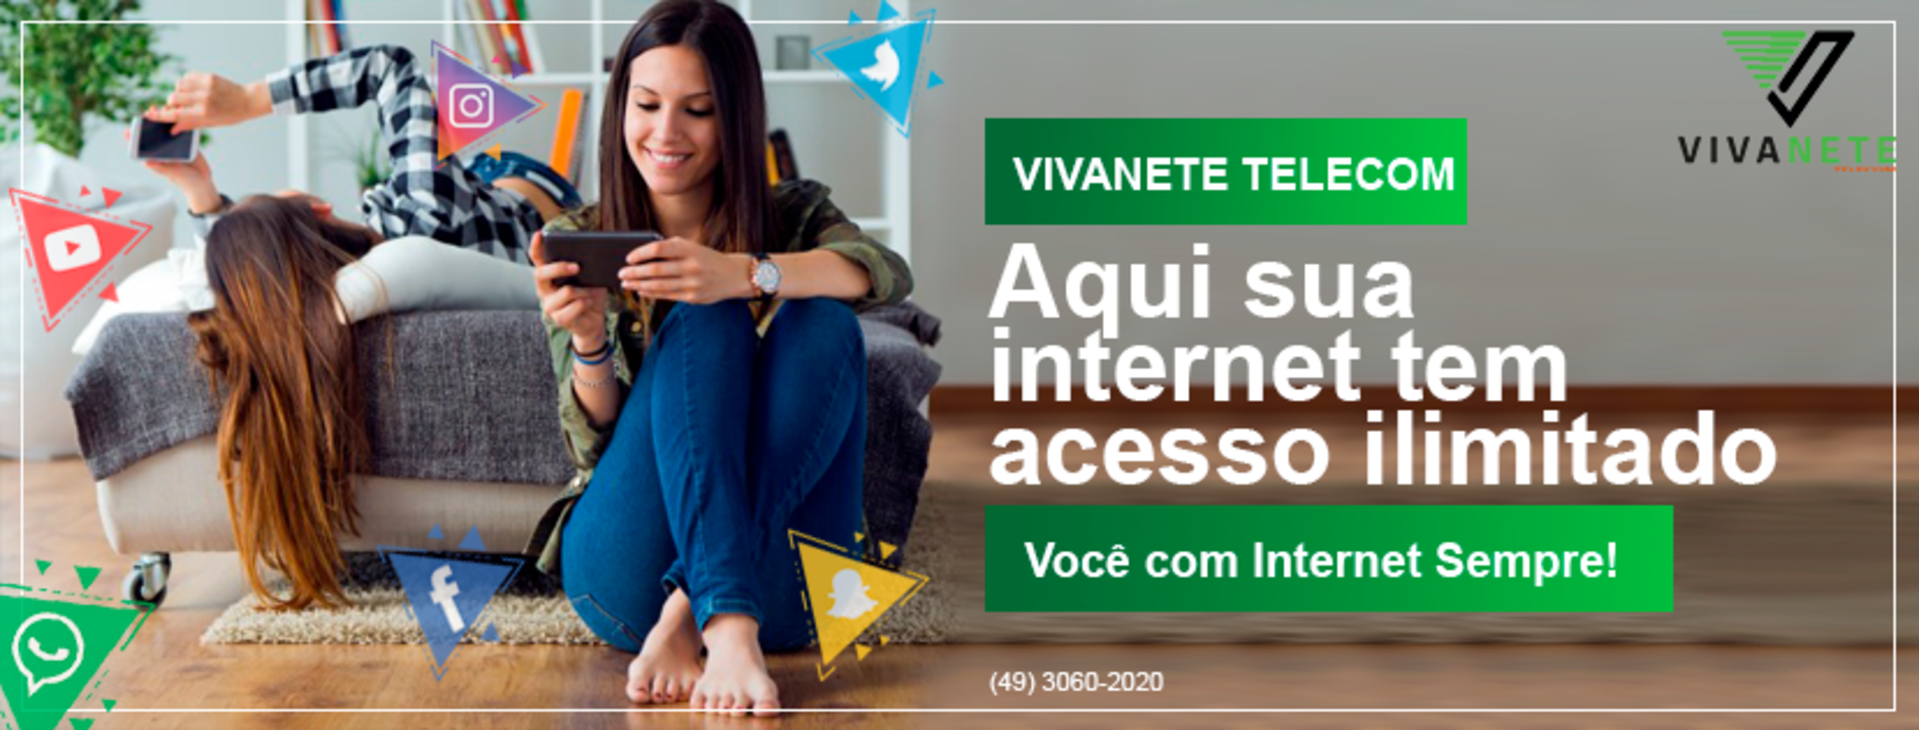 VIVANETE
VIVANETE TELECOM
Aqui sua
internet tem
acesso ilimitado
Você com Internet Sempre!
(49) 3060-2020